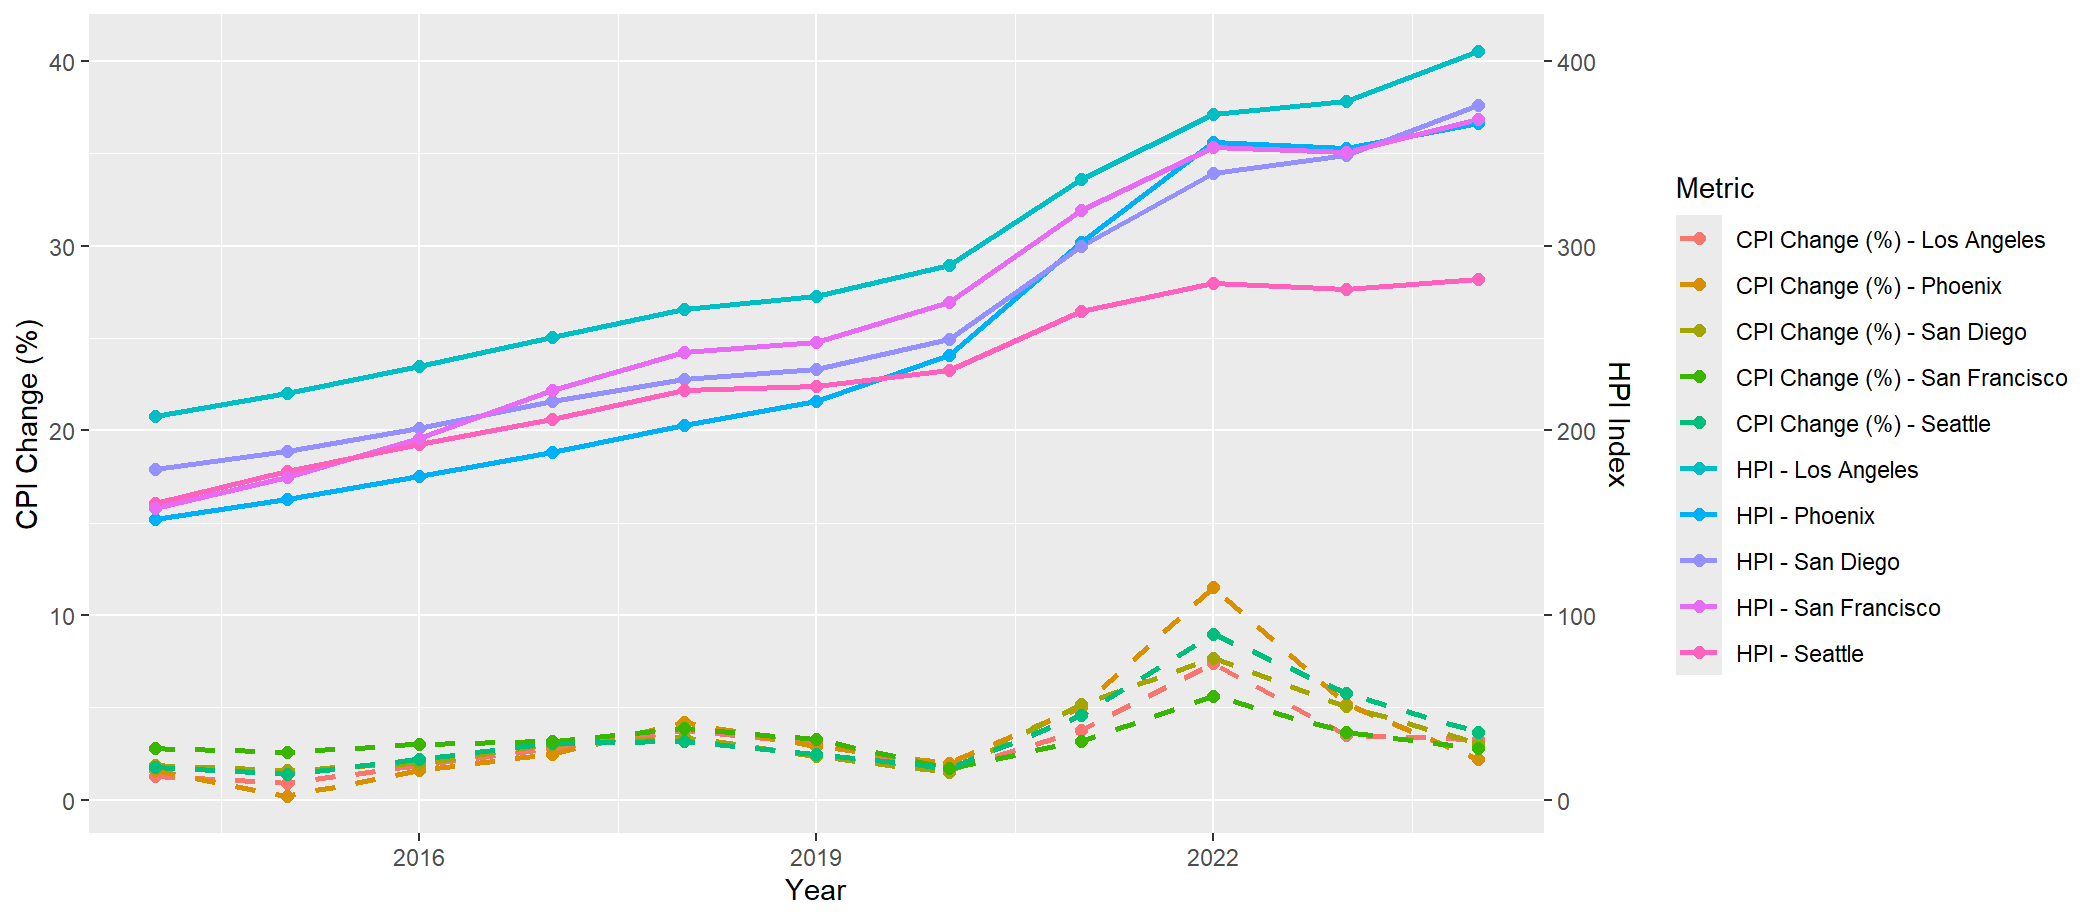 CPI Change (%)
40
30
20
10
0
400
300
200
100
0
HPI Index
2016
2019
2022
Year
Metric
CPI Change (%) - Los Angeles
CPI Change (%) - Phoenix
CPI Change (%) - San Diego
CPI Change (%) - San Francisco
CPI Change (%) - Seattle
HPI - Los Angeles
HPI - Phoenix
HPI - San Diego
HPI - San Francisco
HPI - Seattle